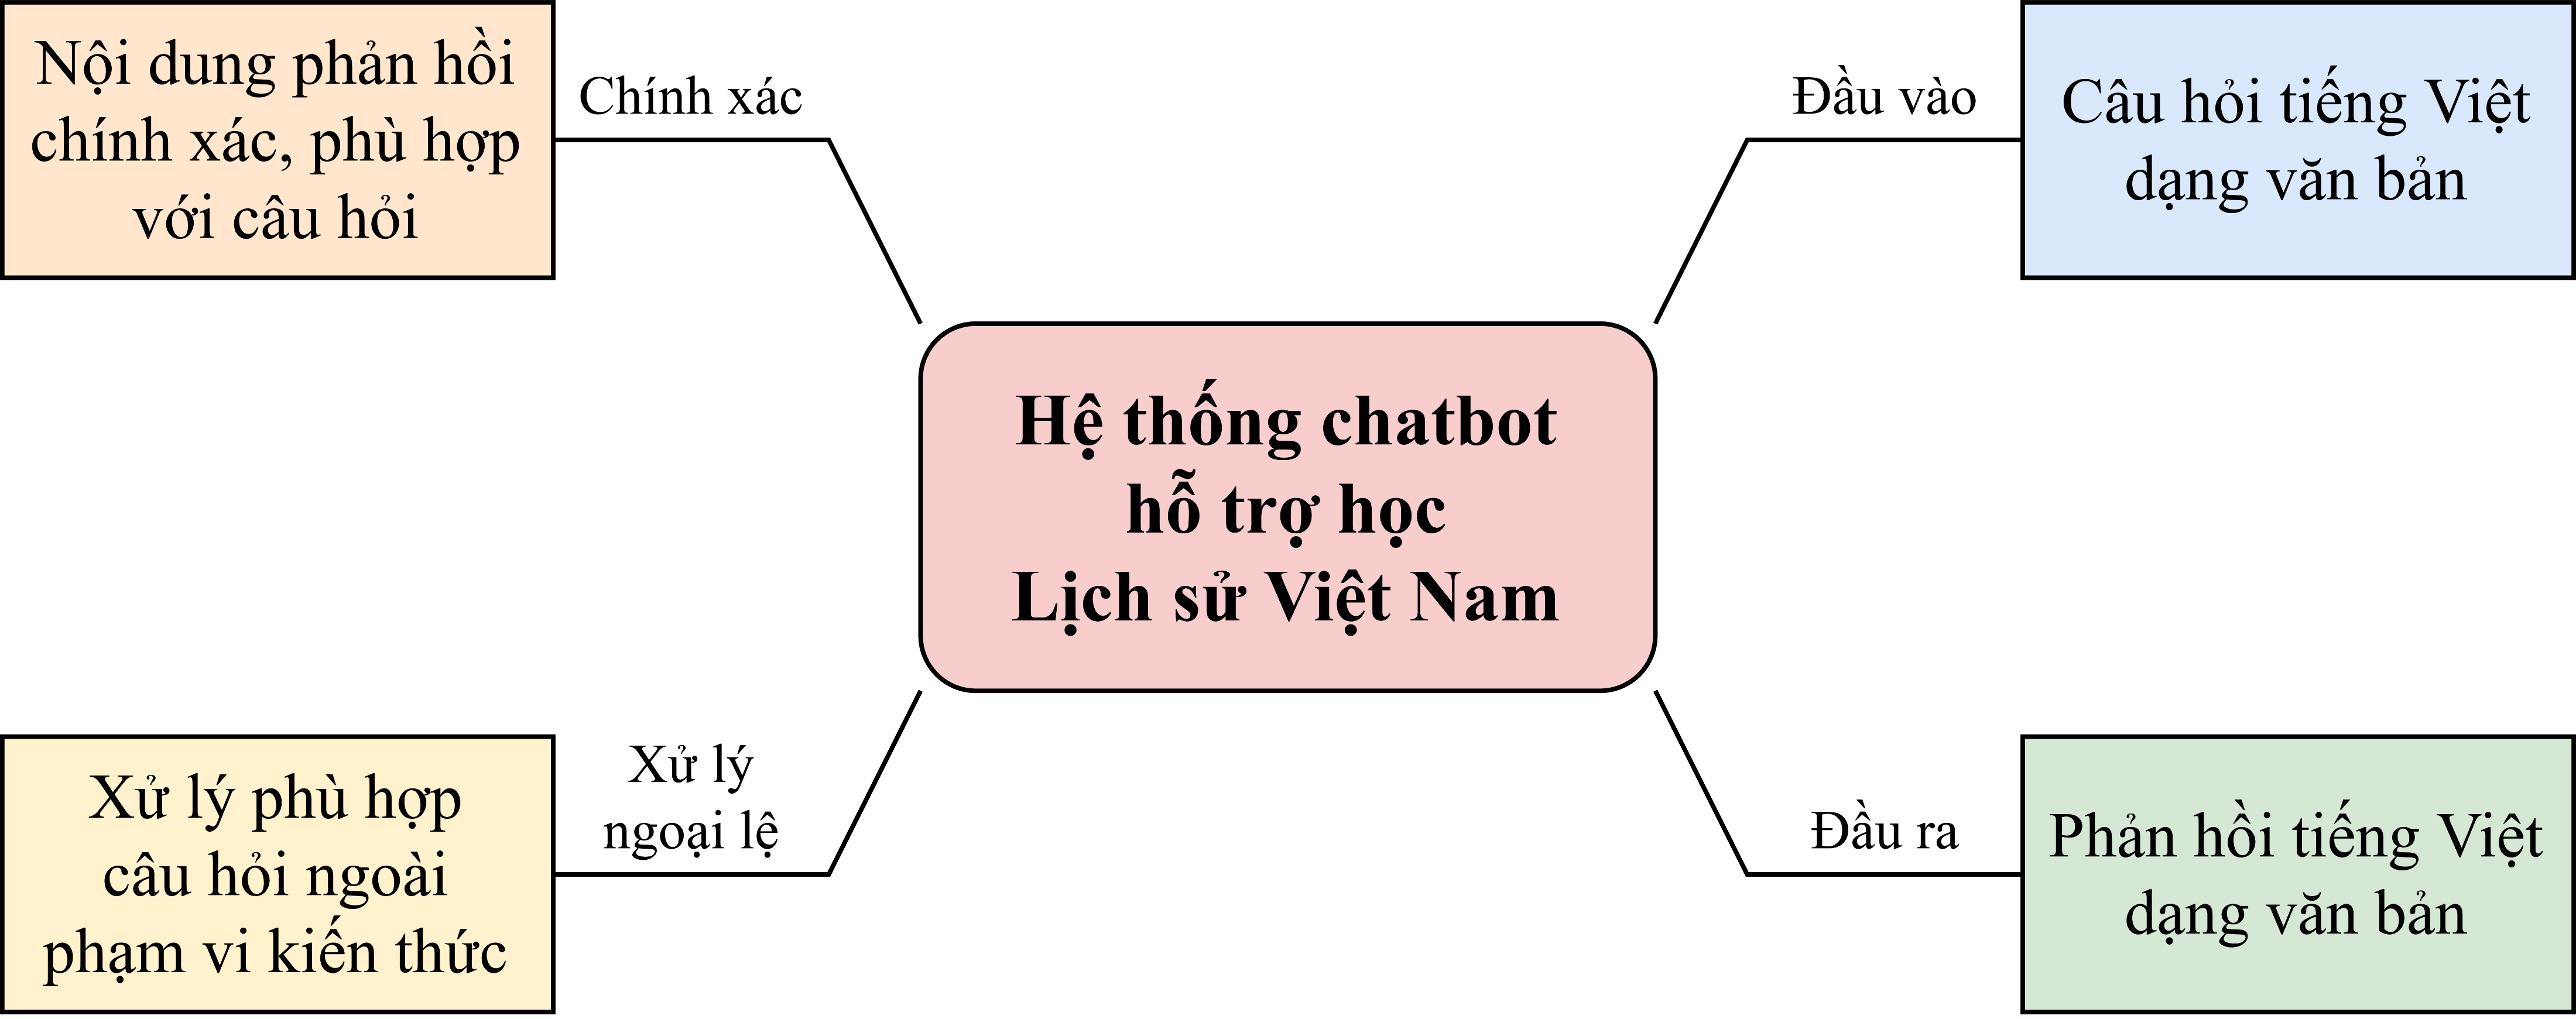 Nội dung phản hồi
chính xác, phù hợp
với câu hỏi
Chính xác
Đầu vào
Câu hỏi tiếng Việt
dạng văn bản
Hệ thống chatbot
hỗ trợ học
Lịch sử Việt Nam
Xử lý phù hợp
câu hỏi ngoài
phạm vi kiến thức
Xử lý
ngoại lệ
Đầu ra
Phản hồi tiếng Việt
dạng văn bản